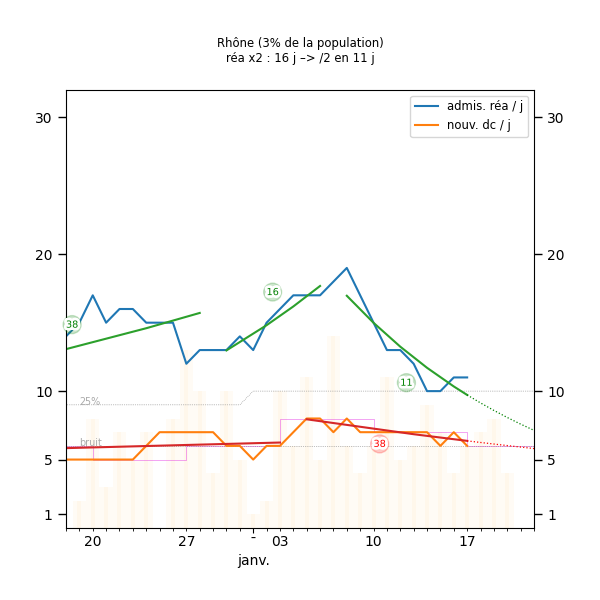 Rhône (3% de la population)
réa x2 : 16 j –> /2 en 11 j
admis. réa / j
nouv. dc / j
30 30
20 20
16
38
11
10 10
25%
bruit
38
5 5
1 1
20 27 - 03 10 17
janv.